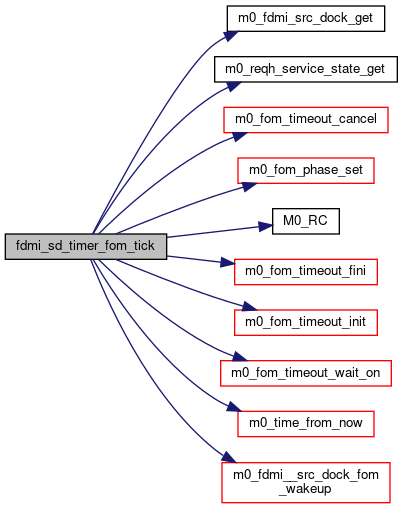 m0_fdmi_src_dock_get
m0_reqh_service_state_get
m0_fom_timeout_cancel
m0_fom_phase_set
fdmi_sd_timer_fom_tick
M0_RC
m0_fom_timeout_fini
m0_fom_timeout_init
m0_fom_timeout_wait_on
m0_time_from_now
m0_fdmi__src_dock_fom
_wakeup